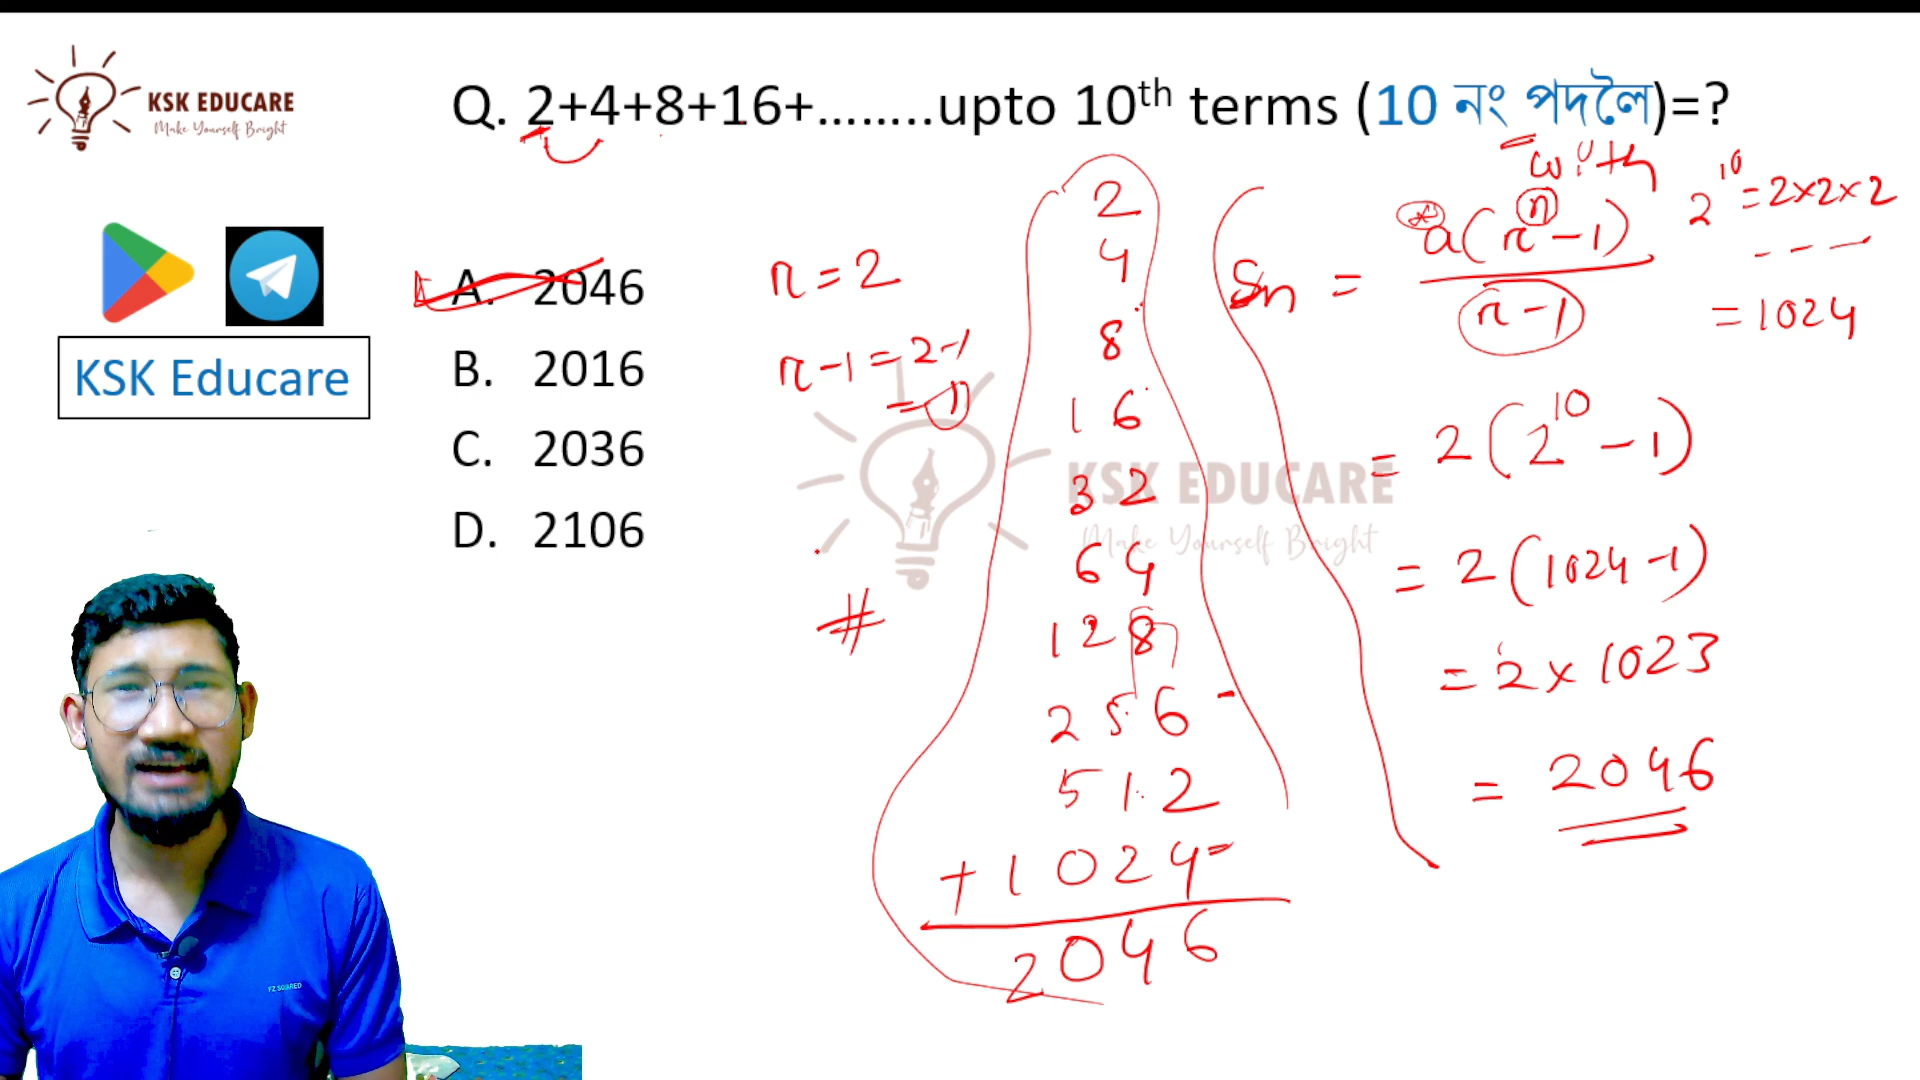 KSK EDUCARE
Make Yourself Bright
Q. 2+4+8+16+........upto 10th terms (10 নং পদলৈ)=?
KSK Educare
A. 2046
B. 2016
C. 2036
D. 2106
r = 2
r-1 = 2-1
= 1
#
2
4
8
16
32
64
128
256
512
+1024
2046
with
Sn = a(r^n - 1)
r-1
= 2(2^10 - 1)
= 2(1024-1)
= 2×1023
= 2046
2^10 = 2×2×2
- - -
= 1024
KSK EDUCARE
Make Yourself Bright
FZ.SQUARED